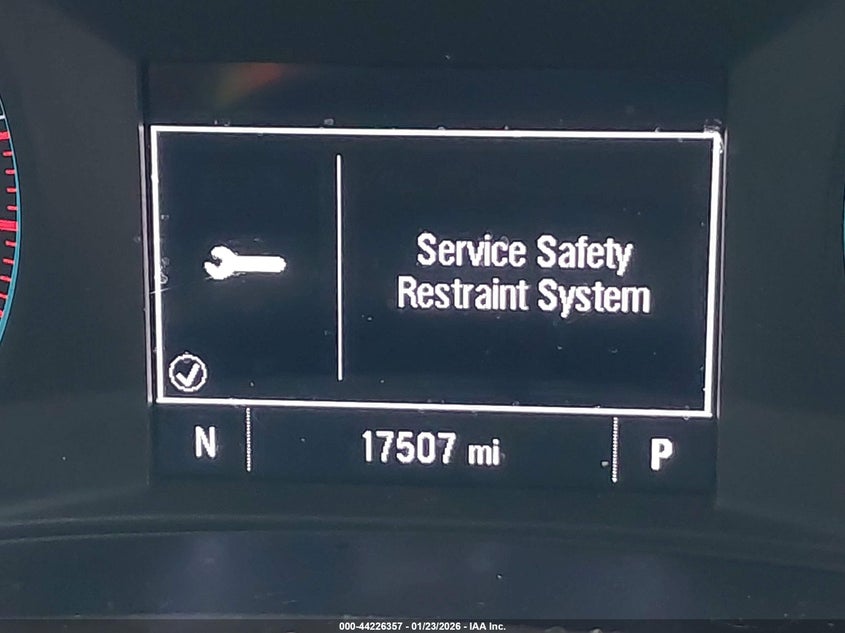 Service Safety
Restraint System
N
17507 mi
P
000-44226357 - 01/23/2026 - IAA Inc.